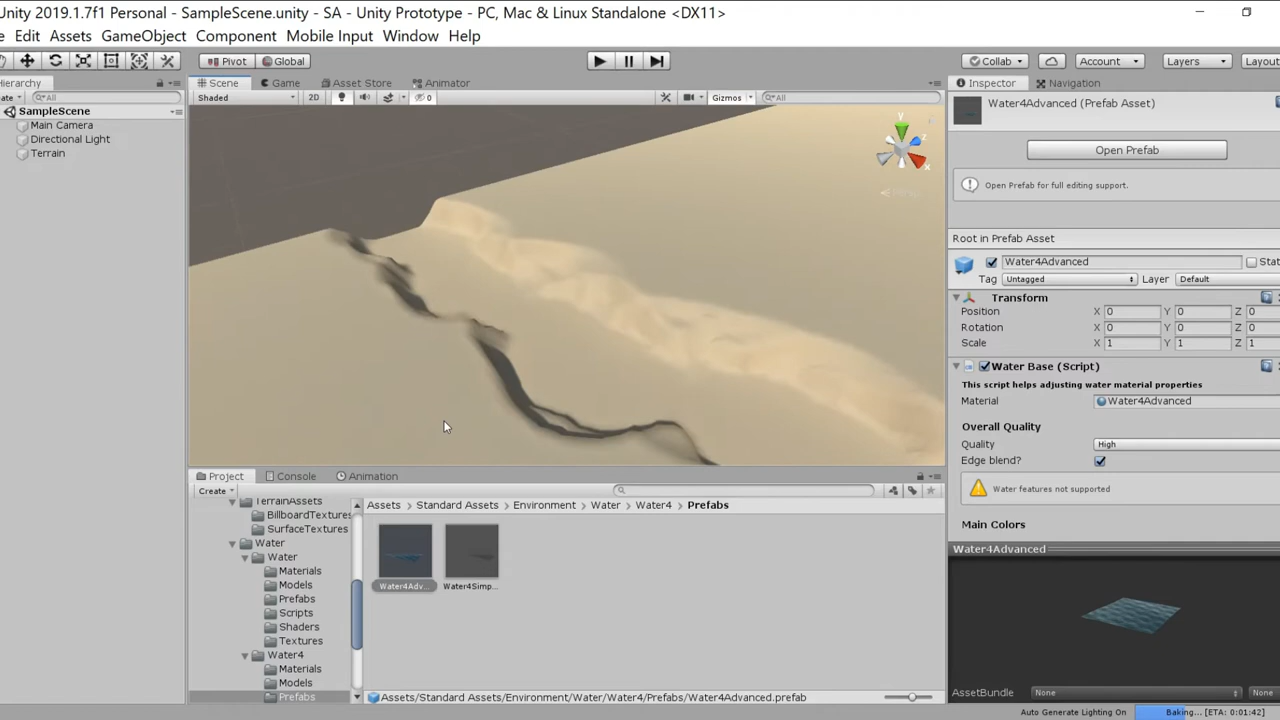 Unity 2019.1.7f1 Personal - SampleScene.unity - SA - Unity Prototype - PC, Mac & Linux Standalone <DX11>
e Edit Assets GameObject Component Mobile Input Window Help
Pivot Global Collab Account Layers Layout
Hierarchy
Scene Game Asset Store Animator
Inspector Navigation
ate All
Shaded 2D 0 Gizmos All
SampleScene
Main Camera
Directional Light
Terrain
y
z
x
Water4Advanced (Prefab Asset)
Open Prefab
Open Prefab for full editing support.
Root in Prefab Asset
Water4Advanced Stat
Tag Untagged Layer Default
Transform
Position X 0 Y 0 Z 0
Rotation X 0 Y 0 Z 0
Scale X 1 Y 1 Z 1
Water Base (Script)
This script helps adjusting water material properties
Material Water4Advanced
Overall Quality
Quality High
Edge blend?
Water features not supported
Main Colors
Water4Advanced
AssetBundle None None
Project Console Animation
Create
TerrainAssets
BillboardTextures
SurfaceTextures
Water
Water
Materials
Models
Prefabs
Scripts
Shaders
Textures
Water4
Materials
Models
Prefabs
Assets Standard Assets Environment Water Water4 Prefabs
Water4Adv... Water4Simp...
Assets/Standard Assets/Environment/Water/Water4/Prefabs/Water4Advanced.prefab
Auto Generate Lighting On Baking... [ETA: 0:01:42]